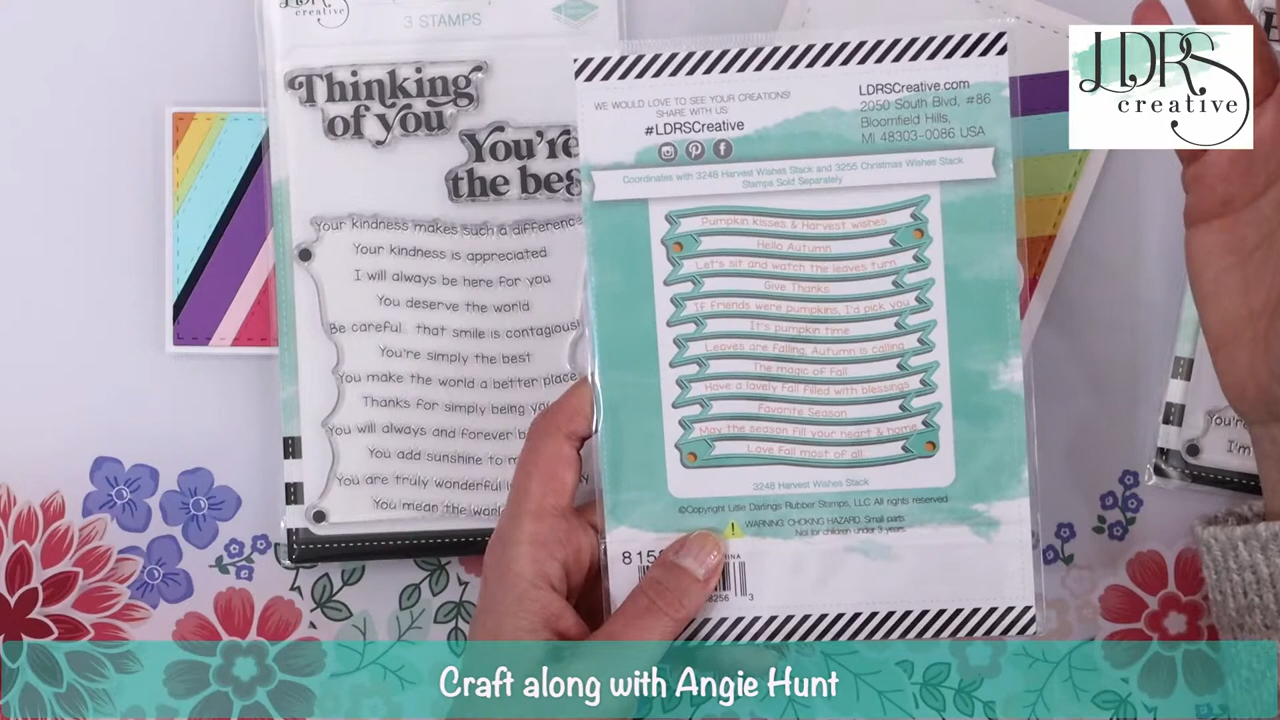 LDRS
creative
3 STAMPS
Thinking
of you
You're
the bes
Your kindness makes such a difference
Your kindness is appreciated
I will always be here for you
You deserve the world
Be careful that smile is contagious!
You're simply the best
You make the world a better place
Thanks for simply being yo
You will always and forever b
You add sunshine to m
You are truly wonderful
You mean the worl
WE WOULD LOVE TO SEE YOUR CREATIONS!
SHARE WITH US:
#LDRSCreative
LDRSCreative.com
2050 South Blvd, #86
Bloomfield Hills,
MI 48303-0086 USA
Coordinates with 3248 Harvest Wishes Stack and 3255 Christmas Wishes Stack
Stamps Sold Separately
Pumpkin kisses & Harvest wishes
Hello Autumn
Let's sit and watch the leaves turn
Give Thanks
If friends were pumpkins, I'd pick you
It's pumpkin time
Leaves are falling, Autumn is calling
The magic of Fall
Have a lovely Fall filled with blessings
Favorite Season
May the season fill your heart & home
Love Fall most of all
3248 Harvest Wishes Stack
©Copyright Little Darlings Rubber Stamps, LLC All rights reserved
WARNING: CHOKING HAZARD. Small parts.
Not for children under 3 years.
8 15
INA
8256 3
LDRS
creative
You'r
I'm
Craft along with Angie Hunt